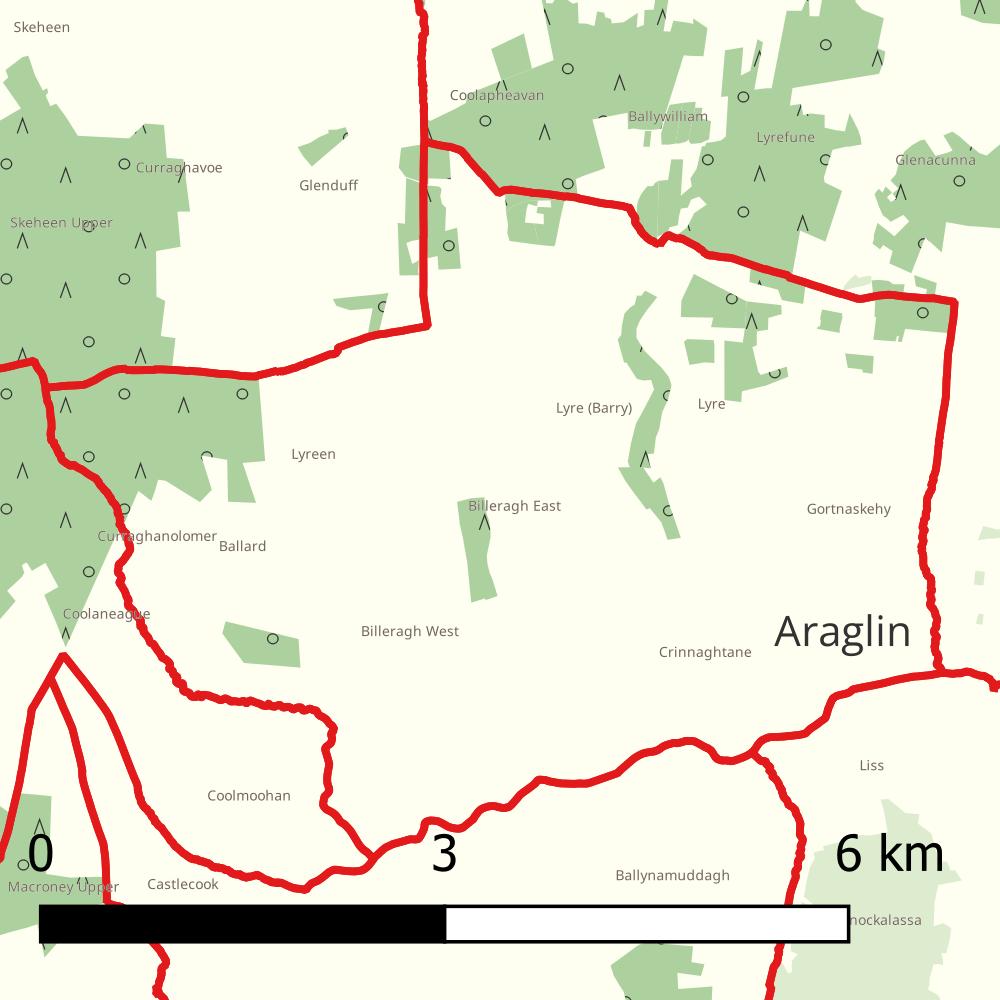 Skeheen
Coolapheavan
Ballywilliam
Lyrefune
Glenacunna
Curraghavoe
Glenduff
Skeheen Upper
Lyre (Barry)
Lyre
Lyreen
Billeragh East
Gortnaskehy
Curraghanolomer
Ballard
Coolaneague
Billeragh West
Araglin
Crinnaghtane
Liss
Coolmoohan
0 3 6 km
Ballynamuddagh
Macroney Upper
Castlecook
nockalassa